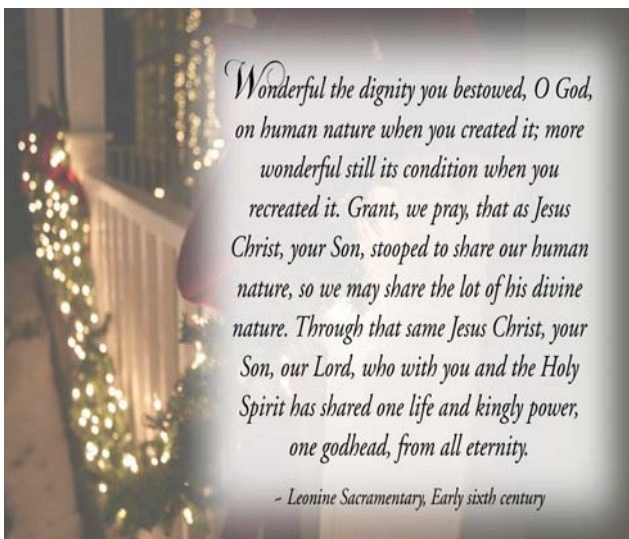 Wonderful the dignity you bestowed, O God,
on human nature when you created it; more
wonderful still its condition when you
recreated it. Grant, we pray, that as Jesus
Christ, your Son, stooped to share our human
nature, so we may share the lot of his divine
nature. Through that same Jesus Christ, your
Son, our Lord, who with you and the Holy
Spirit has shared one life and kingly power,
one godhead, from all eternity.
~ Leonine Sacramentary, Early sixth century